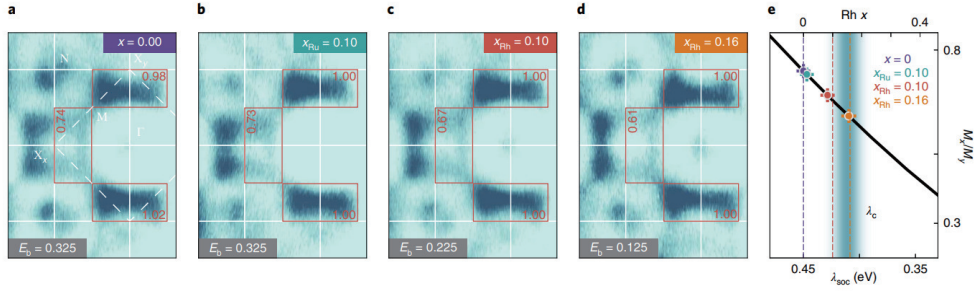 a
x = 0.00
N
X_y
0.98
0.74
M
Γ
X_x
1.02
E_b = 0.325
b
x_Ru = 0.10
1.00
0.73
1.00
E_b = 0.325
c
x_Rh = 0.10
1.00
0.67
1.00
E_b = 0.225
d
x_Rh = 0.16
1.00
0.61
1.00
E_b = 0.125
e
Rh x
0 0.4
0.8
x = 0
x_Ru = 0.10
x_Rh = 0.10
x_Rh = 0.16
M_x/M_y
λ_c
0.3
0.45 0.35
λ_soc (eV)